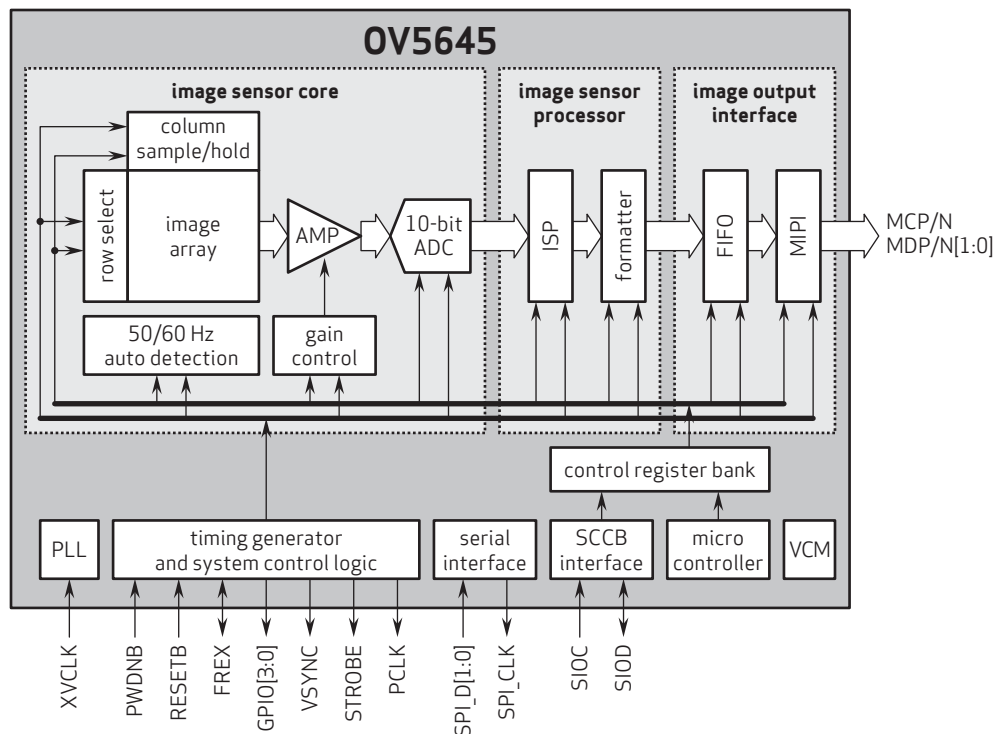 OV5645
image sensor core
image sensor
processor
image output
interface
column
sample/hold
row select
image
array
AMP
10-bit
ADC
ISP
formatter
FIFO
MIPI
MCP/N
MDP/N[1:0]
50/60 Hz
auto detection
gain
control
control register bank
PLL
timing generator
and system control logic
serial
interface
SCCB
interface
micro
controller
VCM
XVCLK
PWDNB
RESETB
FREX
GPIO[3:0]
VSYNC
STROBE
PCLK
SPI_D[1:0]
SPI_CLK
SIOC
SIOD